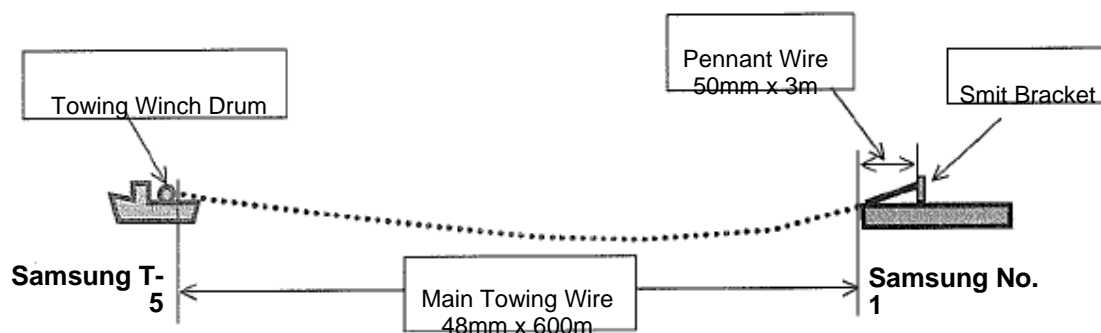 Pennant Wire
50mm x 3m
Towing Winch Drum
Smit Bracket
Samsung T-
5
Samsung No.
1
Main Towing Wire
48mm x 600m